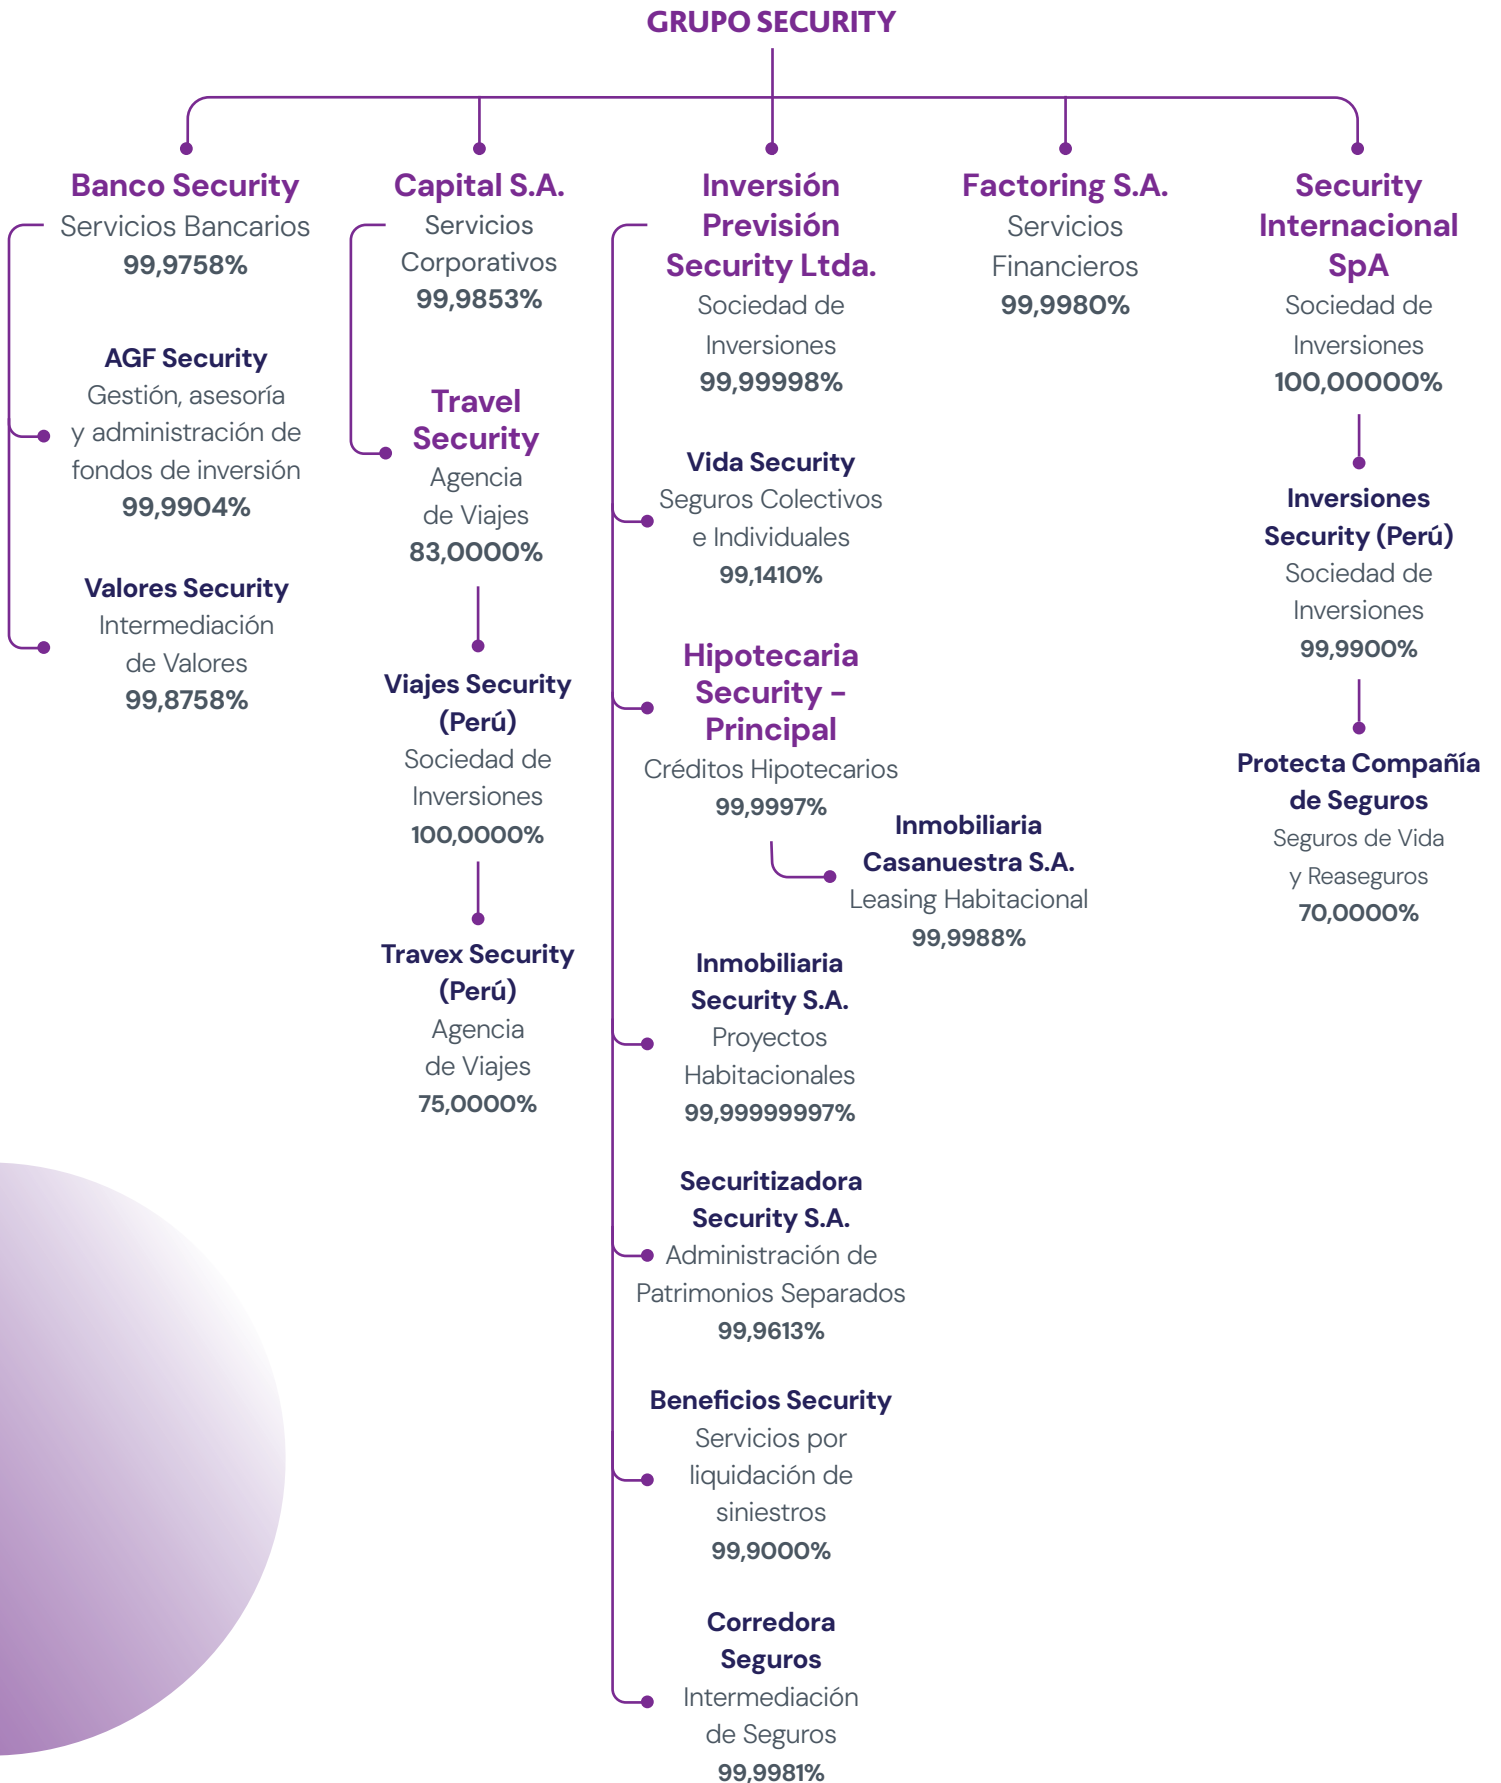 GRUPO SECURITY
Banco Security
Servicios Bancarios
99,9758%
AGF Security
Gestión, asesoría
y administración de
fondos de inversión
99,9904%
Valores Security
Intermediación
de Valores
99,8758%
Capital S.A.
Servicios
Corporativos
99,9853%
Travel
Security
Agencia
de Viajes
83,0000%
Viajes Security
(Perú)
Sociedad de
Inversiones
100,0000%
Travex Security
(Perú)
Agencia
de Viajes
75,0000%
Inversión
Previsión
Security Ltda.
Sociedad de
Inversiones
99,99998%
Vida Security
Seguros Colectivos
e Individuales
99,1410%
Hipotecaria
Security -
Principal
Créditos Hipotecarios
99,9997%
Inmobiliaria
Casanuestra S.A.
Leasing Habitacional
99,9988%
Inmobiliaria
Security S.A.
Proyectos
Habitacionales
99,99999997%
Securitizadora
Security S.A.
Administración de
Patrimonios Separados
99,9613%
Beneficios Security
Servicios por
liquidación de
siniestros
99,9000%
Corredora
Seguros
Intermediación
de Seguros
99,9981%
Factoring S.A.
Servicios
Financieros
99,9980%
Security
Internacional
SpA
Sociedad de
Inversiones
100,00000%
Inversiones
Security (Perú)
Sociedad de
Inversiones
99,9900%
Protecta Compañía
de Seguros
Seguros de Vida
y Reaseguros
70,0000%